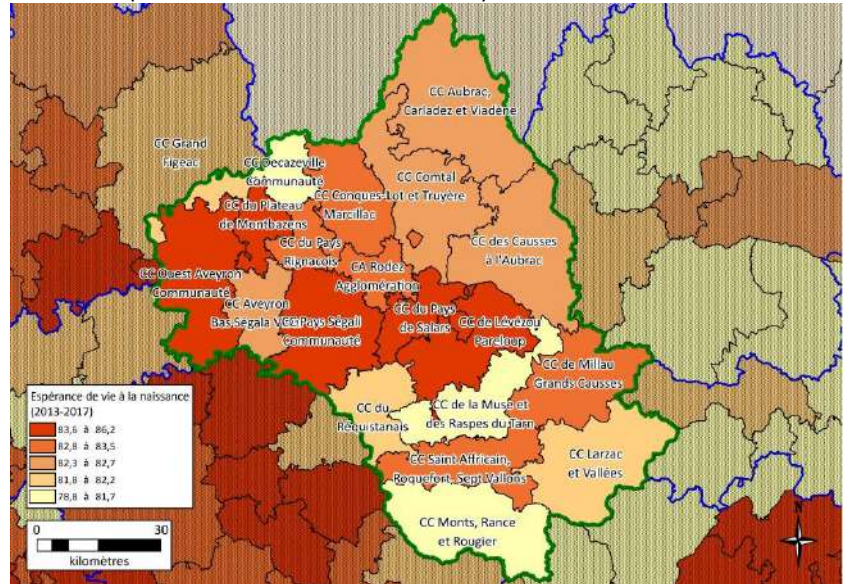 CC Aubrac,
Carladez et Viadène
CC Grand
Figeac
CC Decazeville
Communauté
CC Comtal
Lot et Truyère
CC Conques-
Marcillac
CC du Plateau
de Montbazens
CC du Pays
Rignacois
CC des Causses
à l'Aubrac
CA Rodez
Agglomération
CC Ouest Aveyron
Communauté
CC Aveyron
Bas Ségala V
CC Pays Ségali
Communauté
CC du Pays
de Salars
CC de Lévézou
Pareloup
CC de Millau
Grands Causses
CC du
Réquistanais
CC de la Muse et
des Raspes du Tarn
CC Saint Affricain,
Roquefort, Sept Vallons
CC Larzac
et Vallées
CC Monts, Rance
et Rougier
Espérance de vie à la naissance
(2013-2017)
83,6 à 86,2
82,8 à 83,5
82,3 à 82,7
81,8 à 82,2
78,8 à 81,7
0 30
kilomètres
N